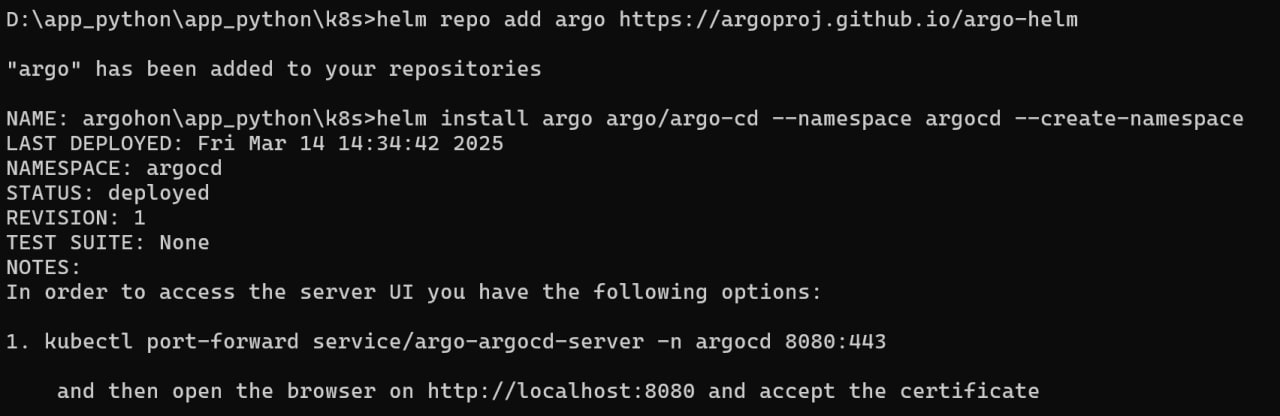 D:\app_python\app_python\k8s>helm repo add argo https://argoproj.github.io/argo-helm
"argo" has been added to your repositories
NAME: argohon\app_python\k8s>helm install argo argo/argo-cd --namespace argocd --create-namespace
LAST DEPLOYED: Fri Mar 14 14:34:42 2025
NAMESPACE: argocd
STATUS: deployed
REVISION: 1
TEST SUITE: None
NOTES:
In order to access the server UI you have the following options:
1. kubectl port-forward service/argo-argocd-server -n argocd 8080:443
and then open the browser on http://localhost:8080 and accept the certificate